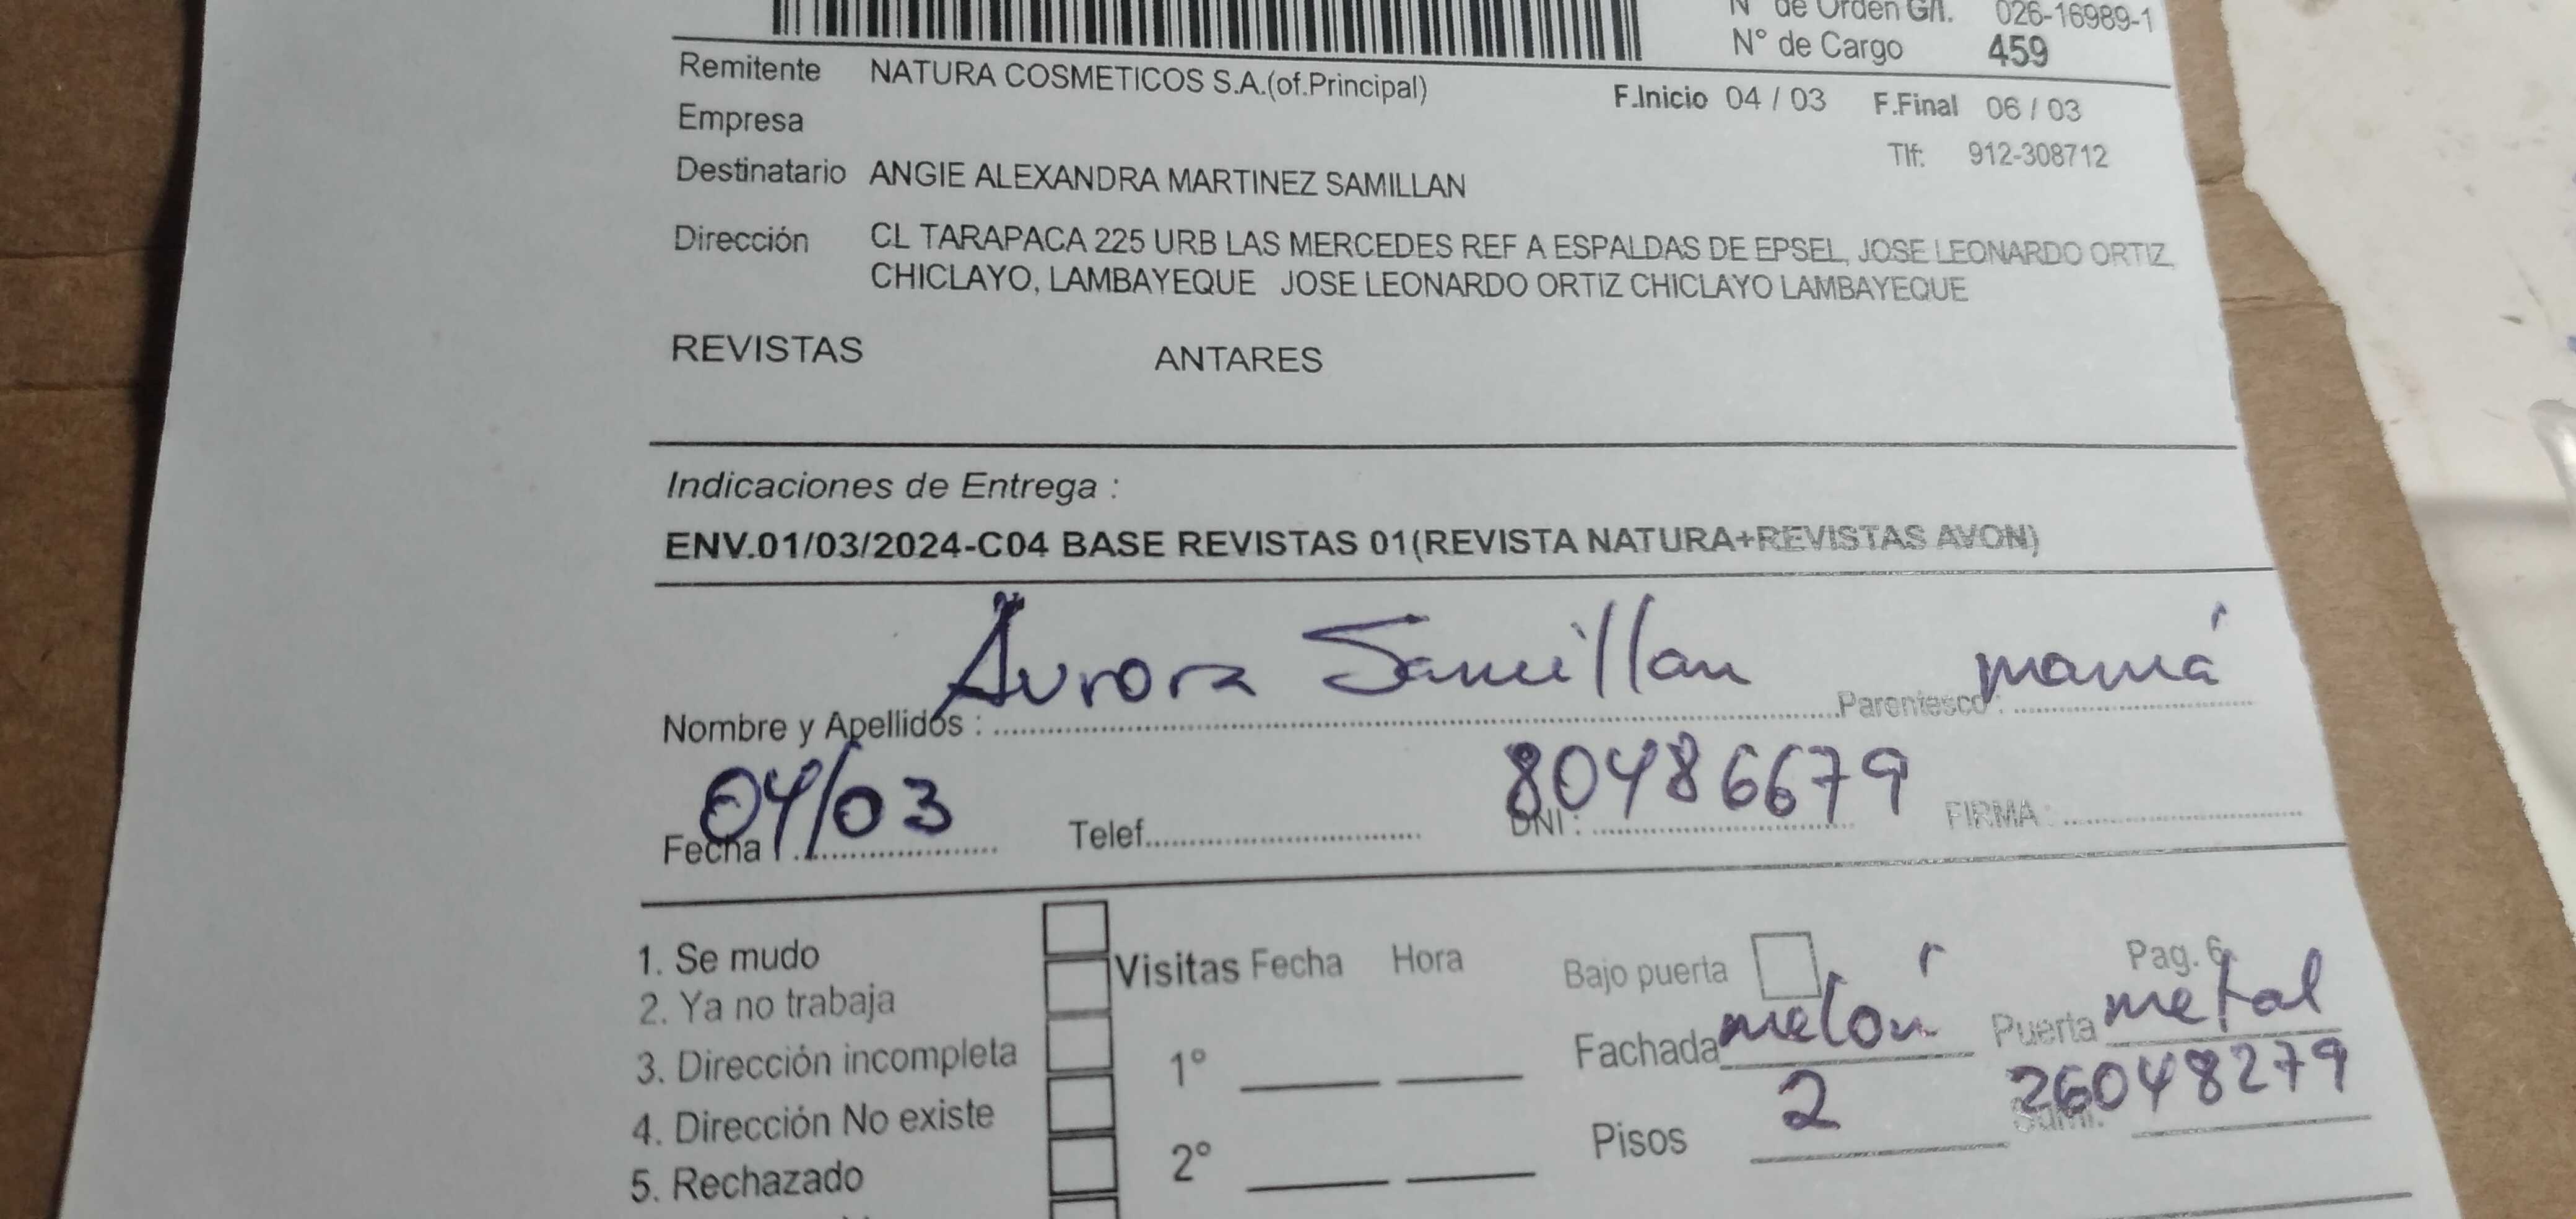 N° de Orden G/I. 026-16989-1
N° de Cargo 459
Remitente NATURA COSMETICOS S.A.(of.Principal) F.Inicio 04 / 03 F.Final 06 / 03
Empresa
Tlf: 912-308712
Destinatario ANGIE ALEXANDRA MARTINEZ SAMILLAN
Dirección CL TARAPACA 225 URB LAS MERCEDES REF A ESPALDAS DE EPSEL, JOSE LEONARDO ORTIZ,
CHICLAYO, LAMBAYEQUE JOSE LEONARDO ORTIZ CHICLAYO LAMBAYEQUE
REVISTAS ANTARES
Indicaciones de Entrega :
ENV.01/03/2024-C04 BASE REVISTAS 01(REVISTA NATURA+REVISTAS AVON)
Nombre y Apellidos : Aurora Samillan Parentesco : mamá
Fecha : 04/03 Telef. DNI : 80486679 FIRMA :
1. Se mudo
2. Ya no trabaja
3. Dirección incompleta
4. Dirección No existe
5. Rechazado
Visitas Fecha Hora
1°
2°
Bajo puerta Pag. 6
Fachada melón Puerta metal
Pisos 2 Sumi. 26048279